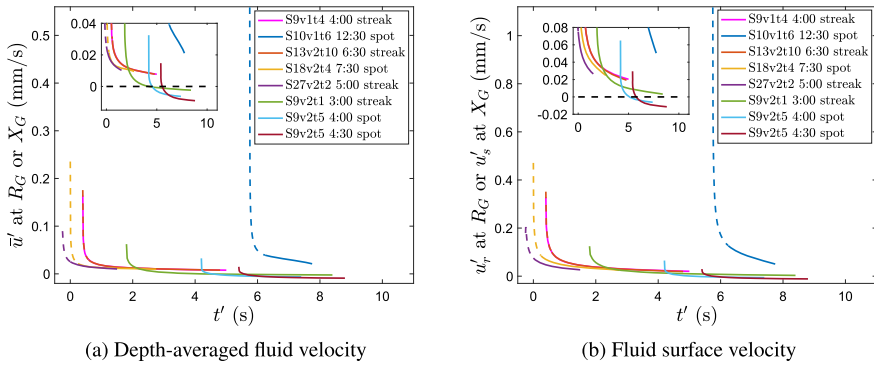 ū′ at R_G or X_G (mm/s)
0.5
0.4
0.3
0.2
0.1
0
0 2 4 6 8 10
t′ (s)
0.04
0.02
0
0 5 10
S9v1t4 4:00 streak
S10v1t6 12:30 spot
S13v2t10 6:30 streak
S18v2t4 7:30 spot
S27v2t2 5:00 streak
S9v2t1 3:00 streak
S9v2t5 4:00 spot
S9v2t5 4:30 spot
(a) Depth-averaged fluid velocity
u′_r at R_G or u′_s at X_G (mm/s)
1
0.8
0.6
0.4
0.2
0
0 2 4 6 8 10
t′ (s)
0.08
0.06
0.04
0.02
0
-0.02
0 5 10
S9v1t4 4:00 streak
S10v1t6 12:30 spot
S13v2t10 6:30 streak
S18v2t4 7:30 spot
S27v2t2 5:00 streak
S9v2t1 3:00 streak
S9v2t5 4:00 spot
S9v2t5 4:30 spot
(b) Fluid surface velocity